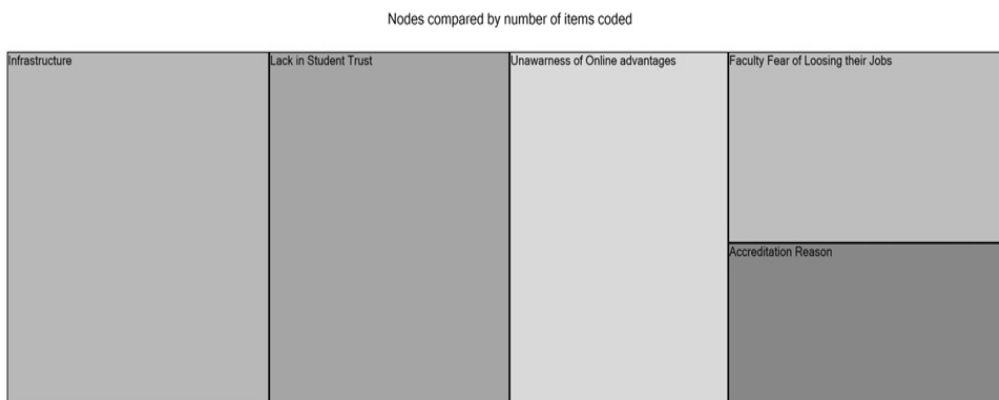 Nodes compared by number of items coded
Infrastructure
Lack in Student Trust
Unawarness of Online advantages
Faculty Fear of Loosing their Jobs
Accreditation Reason